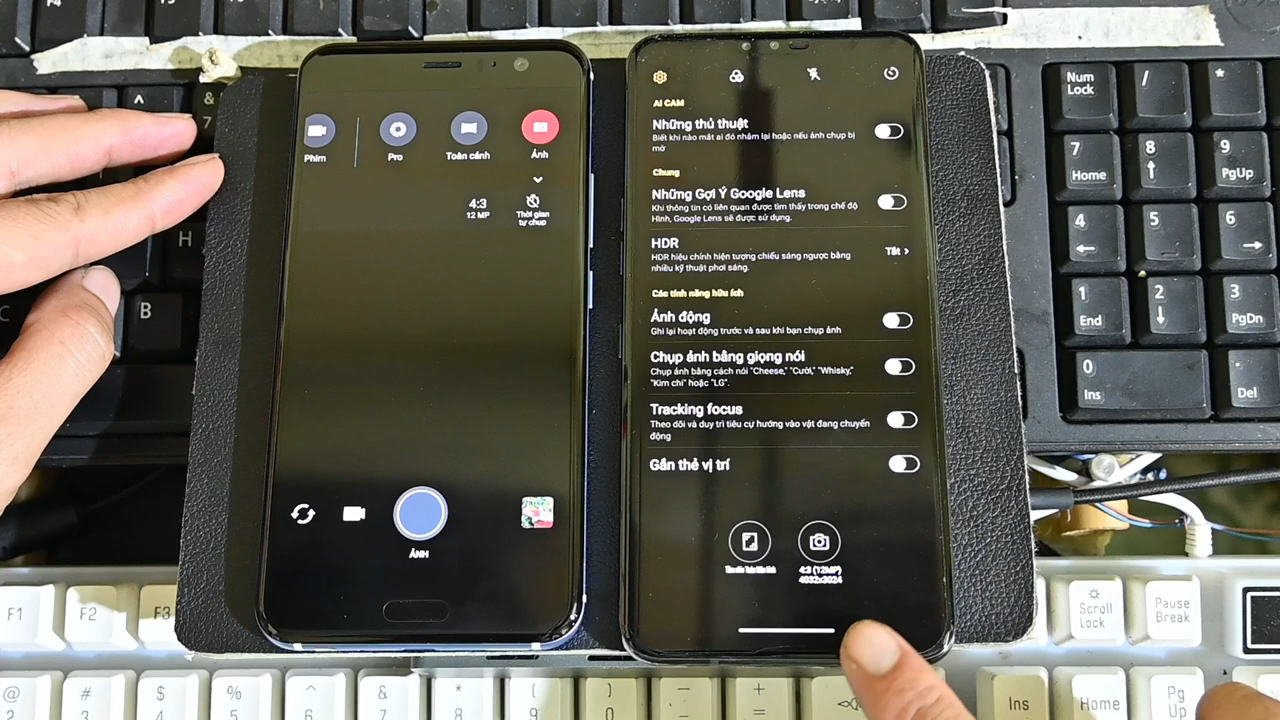 F4
&
7
^
H
B
C
Num
Lock
/
*
7
Home
8
9
PgUp
4
5
6
1
End
2
3
PgDn
0
Ins
.
Del
Phim
Pro
Toàn cảnh
Ảnh
4:3
12 MP
Thời gian
tự chụp
ẢNH
AI CAM
Những thủ thuật
Biết khi nào mắt ai đó nhắm lại hoặc nếu ảnh chụp bị
mờ
Chung
Những Gợi Ý Google Lens
Khi thông tin có liên quan được tìm thấy trong chế độ
Hình, Google Lens sẽ được sử dụng.
HDR
HDR hiệu chỉnh hiện tượng chiếu sáng ngược bằng
nhiều kỹ thuật phơi sáng.
Tắt >
Các tính năng hữu ích
Ảnh động
Ghi lại hoạt động trước và sau khi bạn chụp ảnh
Chụp ảnh bằng giọng nói
Chụp ảnh bằng cách nói "Cheese," "Cười," "Whisky,"
"Kim chi" hoặc "LG".
Tracking focus
Theo dõi và duy trì tiêu cự hướng vào vật đang chuyển
động
Gắn thẻ vị trí
4:3 (12MP)
4032x3024
F1
F2
F3
Scroll
Lock
Pause
Break
@
2
#
3
$
4
%
5
^
6
&
7
*
8
(
9
)
0
–
-
+
=
Ins
Home
Pg
Up